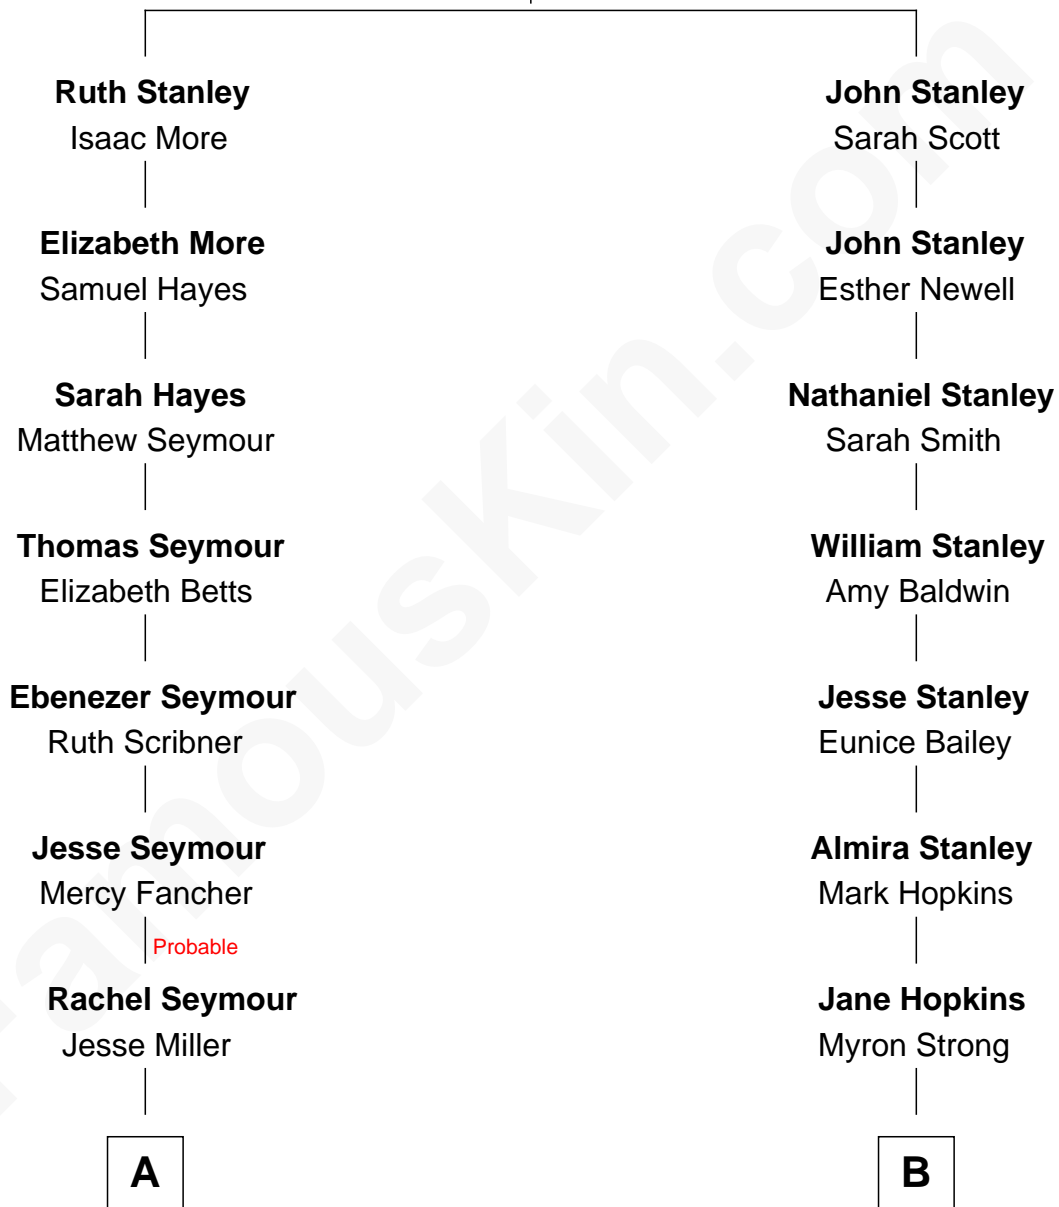 Ruth Stanley
Isaac More
John Stanley
Sarah Scott
Elizabeth More
Samuel Hayes
John Stanley
Esther Newell
Sarah Hayes
Matthew Seymour
Nathaniel Stanley
Sarah Smith
Thomas Seymour
Elizabeth Betts
William Stanley
Amy Baldwin
Ebenezer Seymour
Ruth Scribner
Jesse Stanley
Eunice Bailey
Jesse Seymour
Mercy Fancher
Almira Stanley
Mark Hopkins
Probable
Rachel Seymour
Jesse Miller
Jane Hopkins
Myron Strong
A
B
FamousKin.com